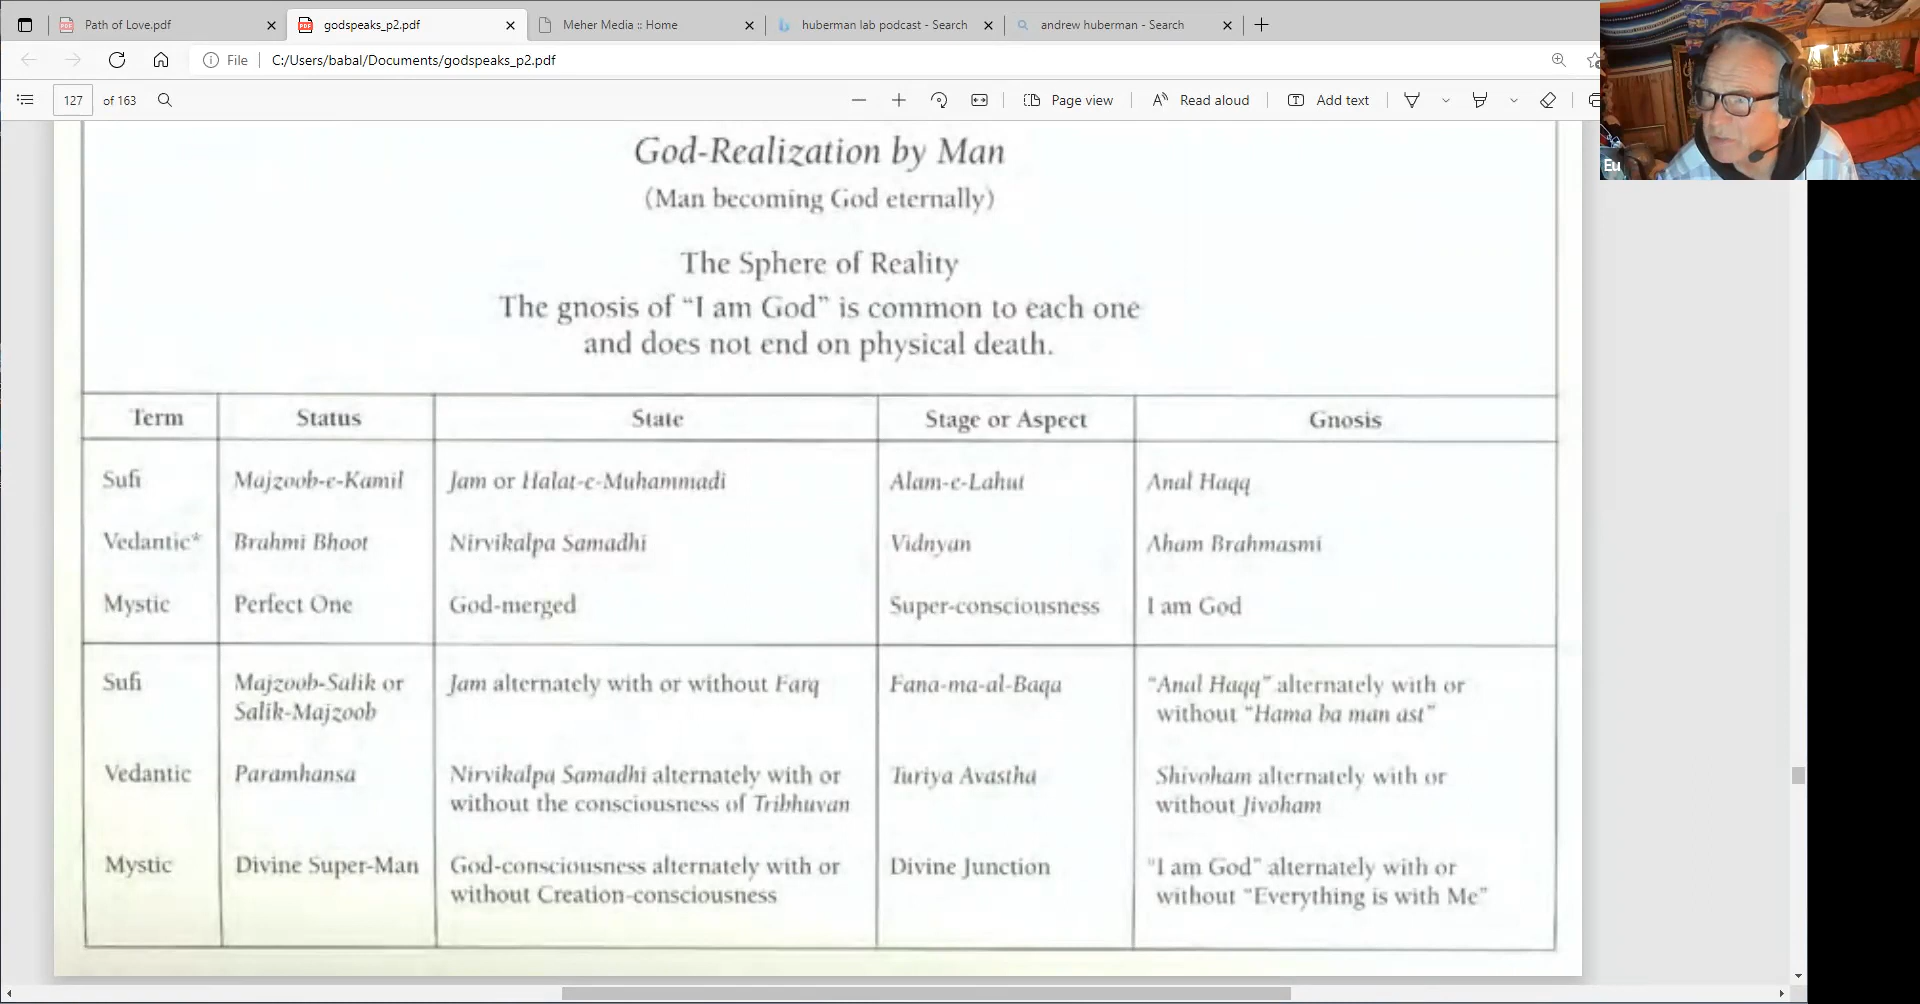 Path of Love.pdf
godspeaks_p2.pdf
Meher Media :: Home
huberman lab podcast - Search
andrew huberman - Search
File C:/Users/babal/Documents/godspeaks_p2.pdf
127 of 163
Page view
Read aloud
Add text
Eu
God-Realization by Man
(Man becoming God eternally)
The Sphere of Reality
The gnosis of “I am God” is common to each one
and does not end on physical death.
Term Status State Stage or Aspect Gnosis
Sufi Majzoob-e-Kamil Jam or Halat-e-Muhammadi Alam-e-Lahut Anal Haqq
Vedantic* Brahmi Bhoot Nirvikalpa Samadhi Vidnyan Aham Brahmasmi
Mystic Perfect One God-merged Super-consciousness I am God
Sufi Majzoob-Salik or Jam alternately with or without Farq Fana-ma-al-Baqa “Anal Haqq” alternately with or
Salik-Majzoob without “Hama ba man ast”
Vedantic Paramhansa Nirvikalpa Samadhi alternately with or Turiya Avastha Shivoham alternately with or
without the consciousness of Tribhuvan without Jivoham
Mystic Divine Super-Man God-consciousness alternately with or Divine Junction “I am God” alternately with or
without Creation-consciousness without “Everything is with Me”